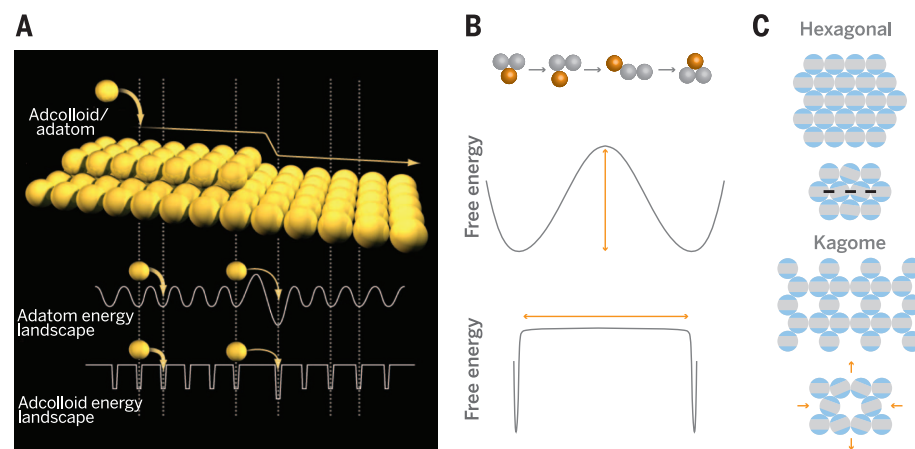 A
Adcolloid/
adatom
Adatom energy
landscape
Adcolloid energy
landscape
B
Free energy
Free energy
C
Hexagonal
Kagome